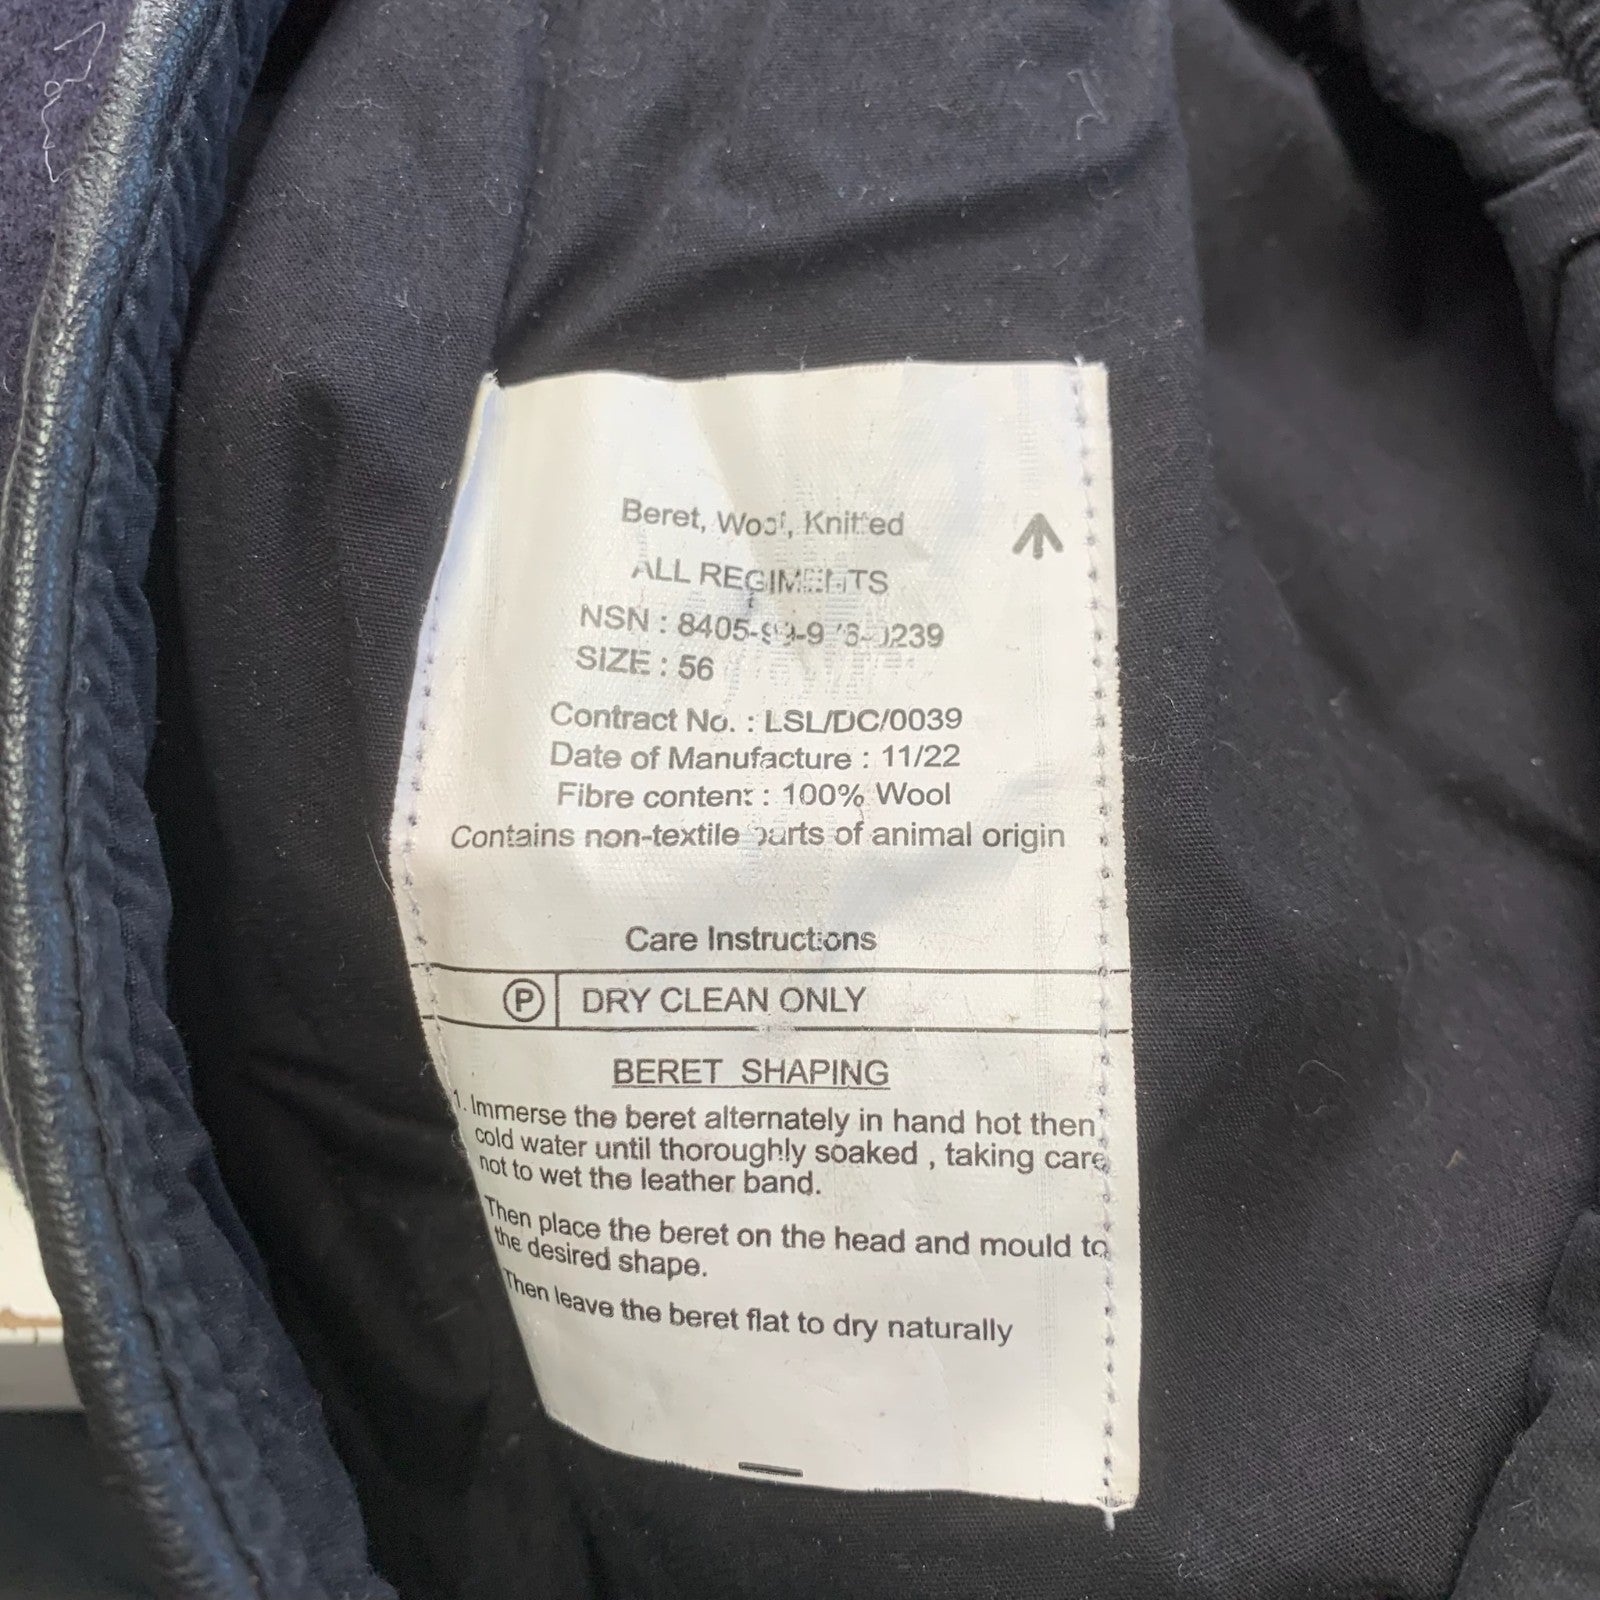 Beret, Wool, Knitted
ALL REGIMENTS
NSN :
SIZE : 56
Contract No. : LSL/DC/0039
Date of Manufacture : 11/22
Fibre content : 100% Wool
Contains non-textile parts of animal origin
Care Instructions
P DRY CLEAN ONLY
BERET SHAPING
1. Immerse the beret alternately in hand hot then
cold water until thoroughly soaked , taking care
not to wet the leather band.
Then place the beret on the head and mould to
the desired shape.
Then leave the beret flat to dry naturally